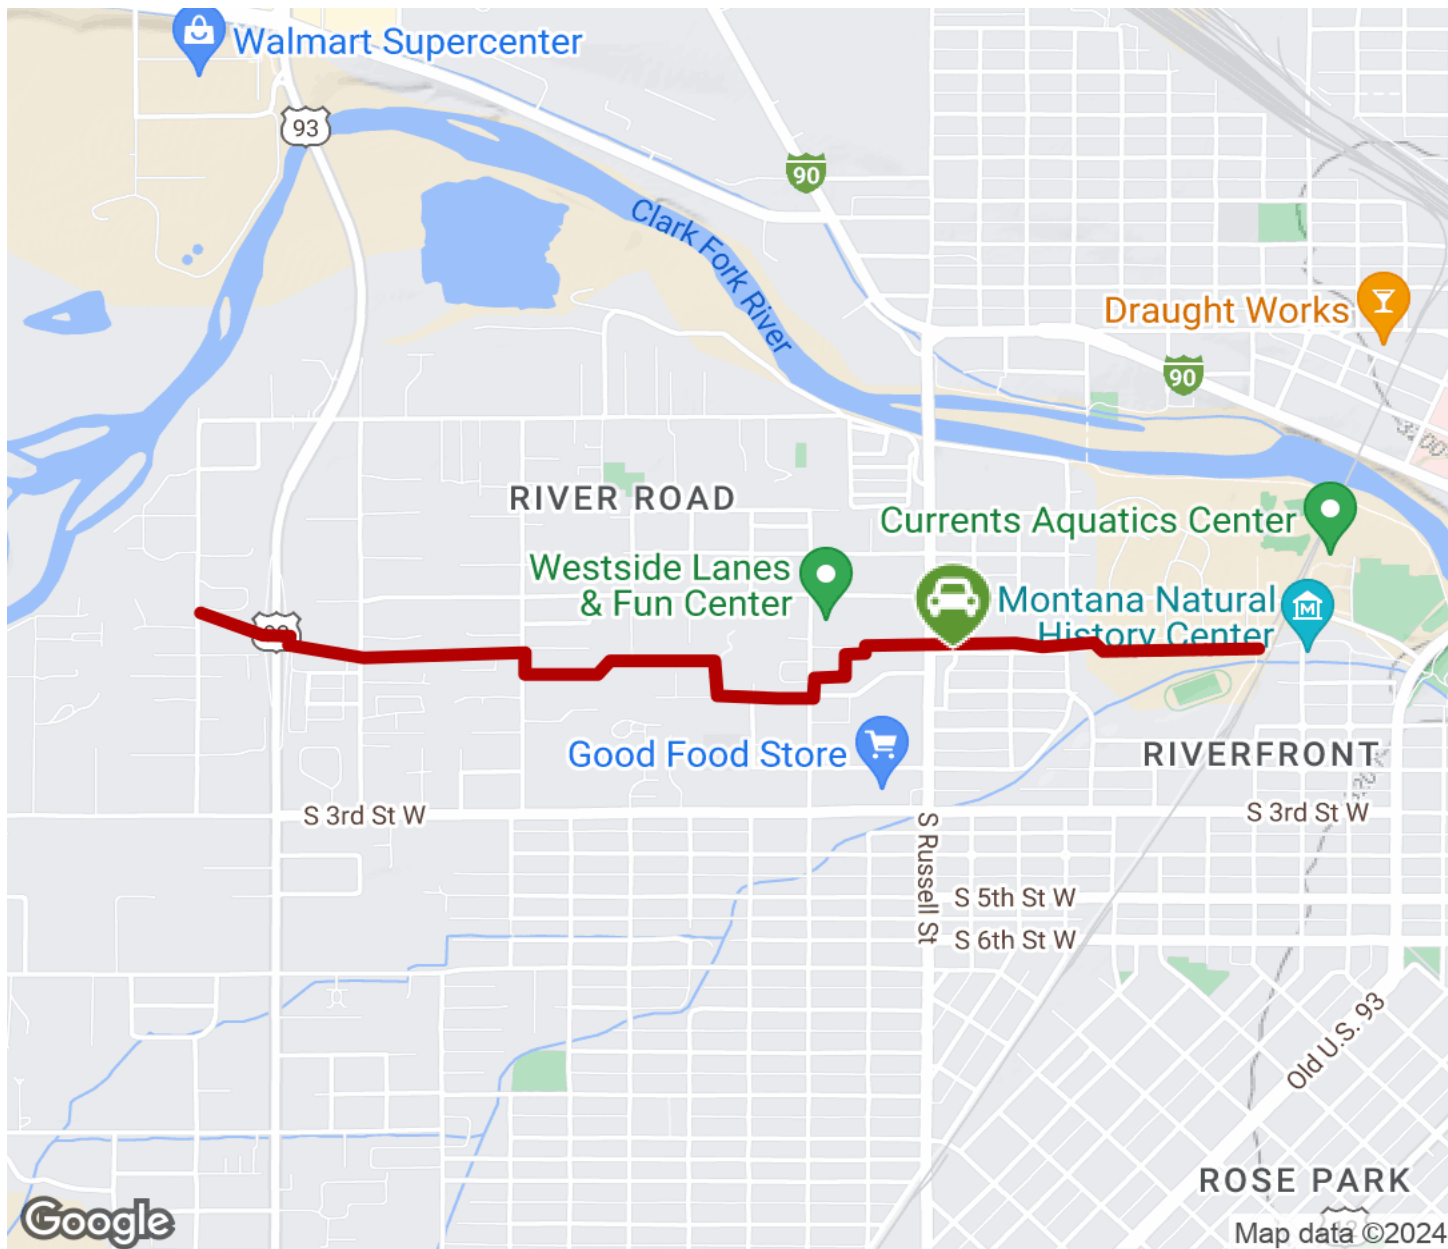 Walmart Supercenter
93
90
Clark Fork River
Draught Works
90
RIVER ROAD
Currents Aquatics Center
Westside Lanes
& Fun Center
Montana Natural
History Center
M
Good Food Store
RIVERFRONT
S 3rd St W
S 3rd St W
S Russell St
S 5th St W
S 6th St W
Old U.S. 93
ROSE PARK
Google
Map data ©2024